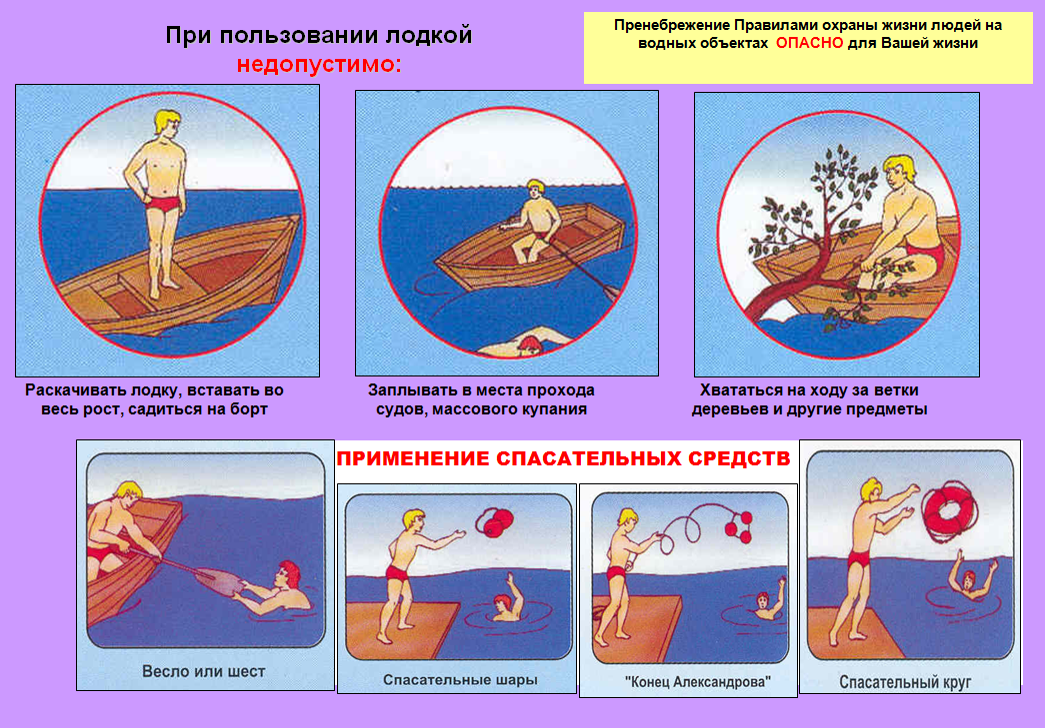 При пользовании лодкой
недопустимо:
Пренебрежение Правилами охраны жизни людей на
водных объектах ОПАСНО для Вашей жизни
Раскачивать лодку, вставать во
весь рост, садиться на борт
Заплывать в места прохода
судов, массового купания
Хвататься на ходу за ветки
деревьев и другие предметы
ПРИМЕНЕНИЕ СПАСАТЕЛЬНЫХ СРЕДСТВ
Весло или шест
Спасательные шары
"Конец Александрова"
Спасательный круг